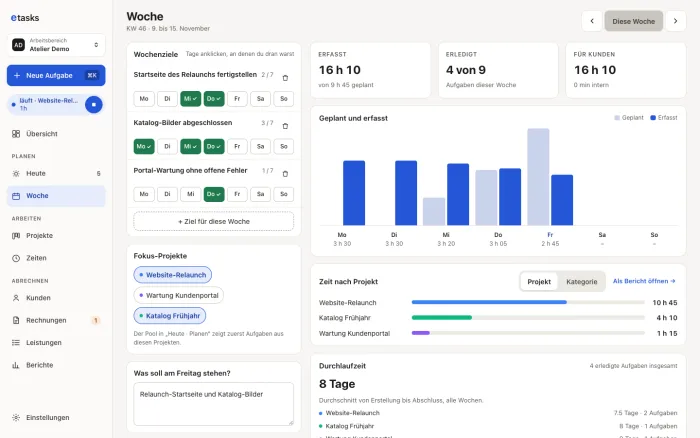 etasks
AD
Arbeitsbereich
Atelier Demo
+ Neue Aufgabe ⌘K
läuft · Website-Rel...
1h
Übersicht
PLANEN
Heute 5
Woche
ARBEITEN
Projekte
Zeiten
ABRECHNEN
Kunden
Rechnungen 1
Leistungen
Berichte
Einstellungen
Woche
KW 46 · 9. bis 15. November
Diese Woche
Wochenziele Tage anklicken, an denen du dran warst
Startseite des Relaunchs fertigstellen 2 / 7
Mo Di Mi ✓ Do ✓ Fr Sa So
Katalog-Bilder abgeschlossen 3 / 7
Mo ✓ Di Mi ✓ Do ✓ Fr Sa So
Portal-Wartung ohne offene Fehler 1 / 7
Mo Di Mi Do ✓ Fr Sa So
+ Ziel für diese Woche
Fokus-Projekte
Website-Relaunch
Wartung Kundenportal
Katalog Frühjahr
Der Pool in „Heute · Planen“ zeigt zuerst Aufgaben aus
diesen Projekten.
Was soll am Freitag stehen?
Relaunch-Startseite und Katalog-Bilder
ERFASST
16 h 10
von 9 h 45 geplant
ERLEDIGT
4 von 9
Aufgaben dieser Woche
FÜR KUNDEN
16 h 10
0 min intern
Geplant und erfasst
Geplant Erfasst
Mo Di Mi Do Fr Sa So
3 h 30 3 h 30 3 h 20 3 h 05 2 h 45 – –
Zeit nach Projekt
Projekt Kategorie
Als Bericht öffnen →
Website-Relaunch 10 h 45
Katalog Frühjahr 4 h 10
Wartung Kundenportal 1 h 15
Durchlaufzeit 4 erledigte Aufgaben insgesamt
8 Tage
Durchschnitt von Erstellung bis Abschluss, alle Wochen.
Website-Relaunch 7.5 Tage · 2 Aufgaben
Katalog Frühjahr 8 Tage · 1 Aufgaben